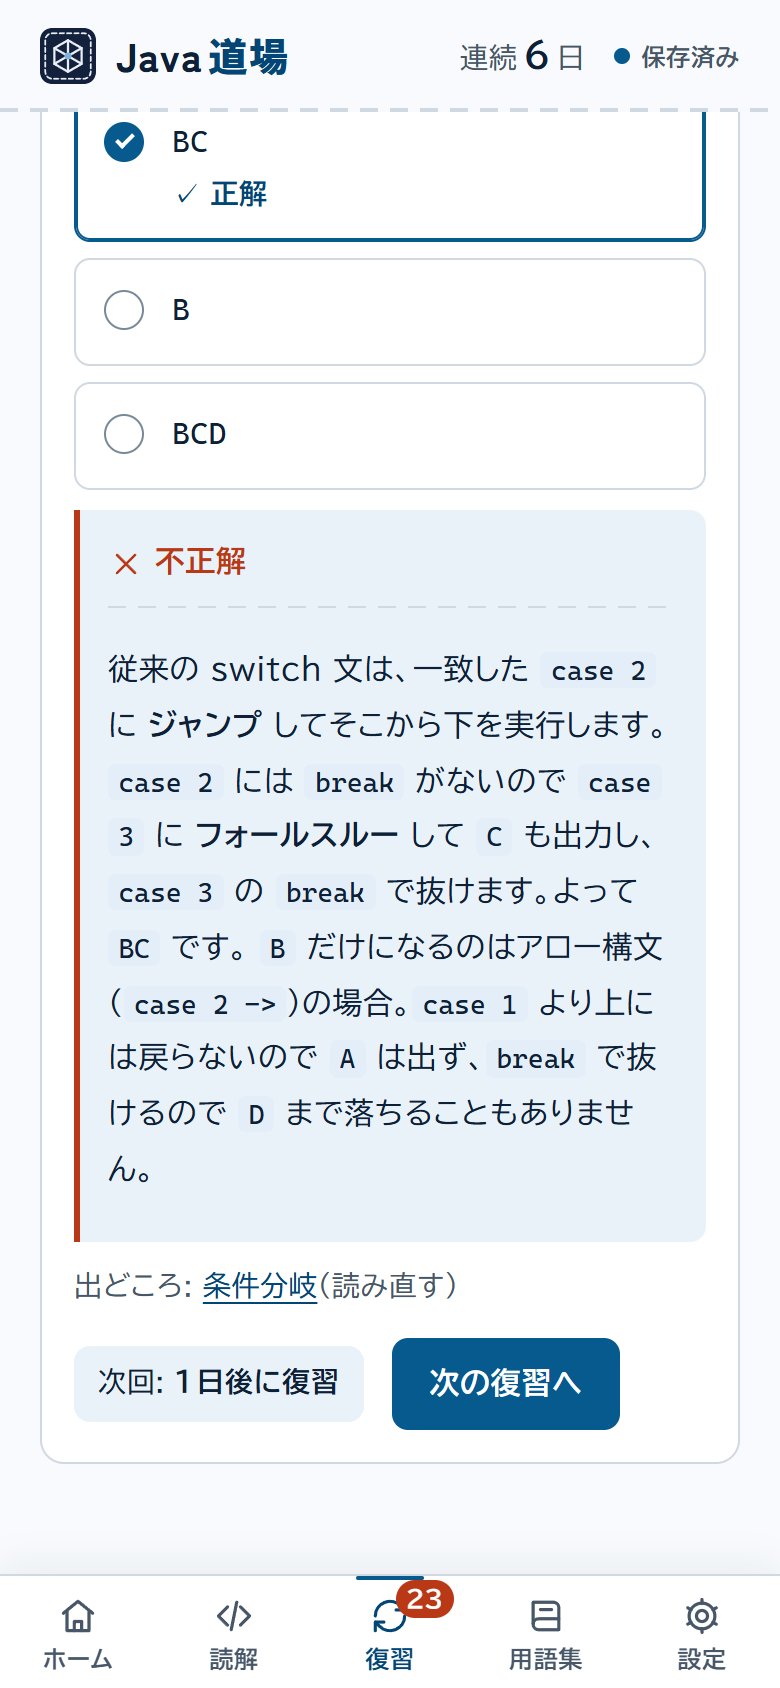 Java 道場
連続 6 日
保存済み
BC
✓ 正解
B
BCD
× 不正解
従来の switch 文は、一致した case 2
に ジャンプ してそこから下を実行します。
case 2 には break がないので case
3 に フォールスルー して C も出力し、
case 3 の break で抜けます。よって
BC です。 B だけになるのはアロー構文
( case 2 -> )の場合。 case 1 より上に
は戻らないので A は出ず、 break で抜
けるので D まで落ちることもありませ
ん。
出どころ: 条件分岐(読み直す)
次回: 1日後に復習
次の復習へ
23
ホーム
読解
復習
用語集
設定